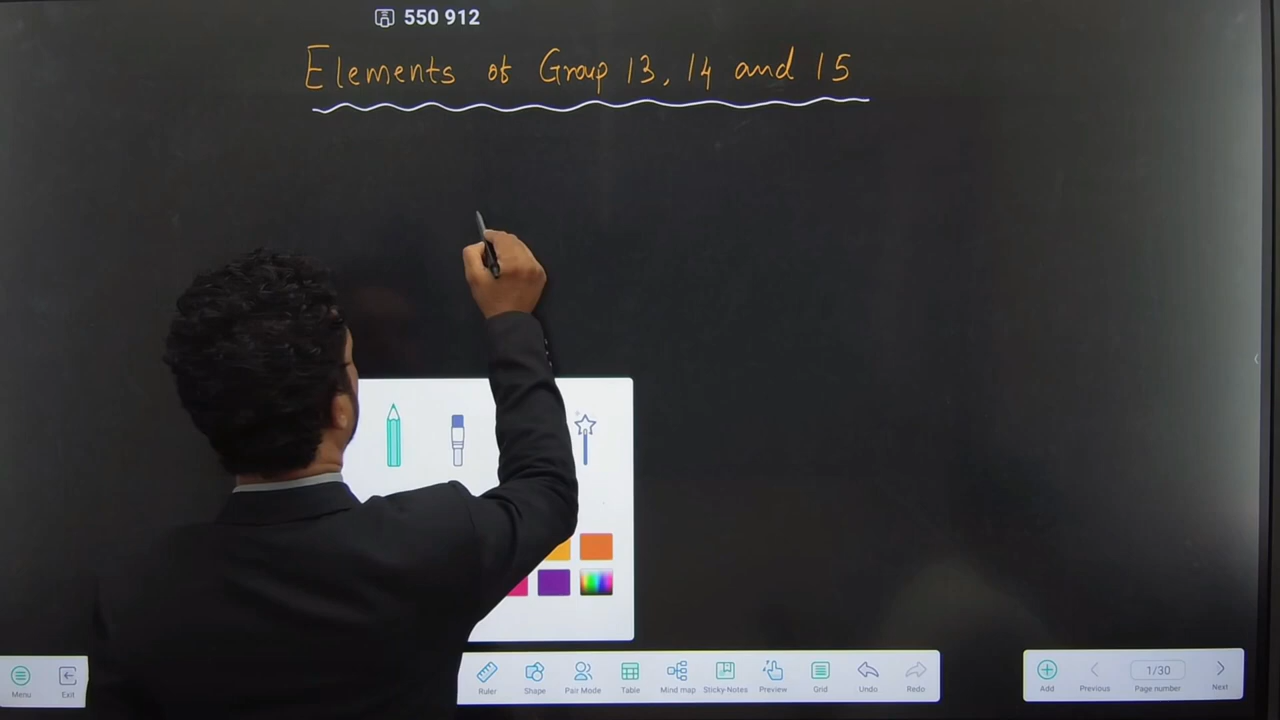 550 912
Elements of Group 13, 14 and 15
Menu Exit Ruler Shape Pair Mode Table Mind map Sticky-Notes Preview Grid Undo Redo Add Previous 1/30 Page number Next